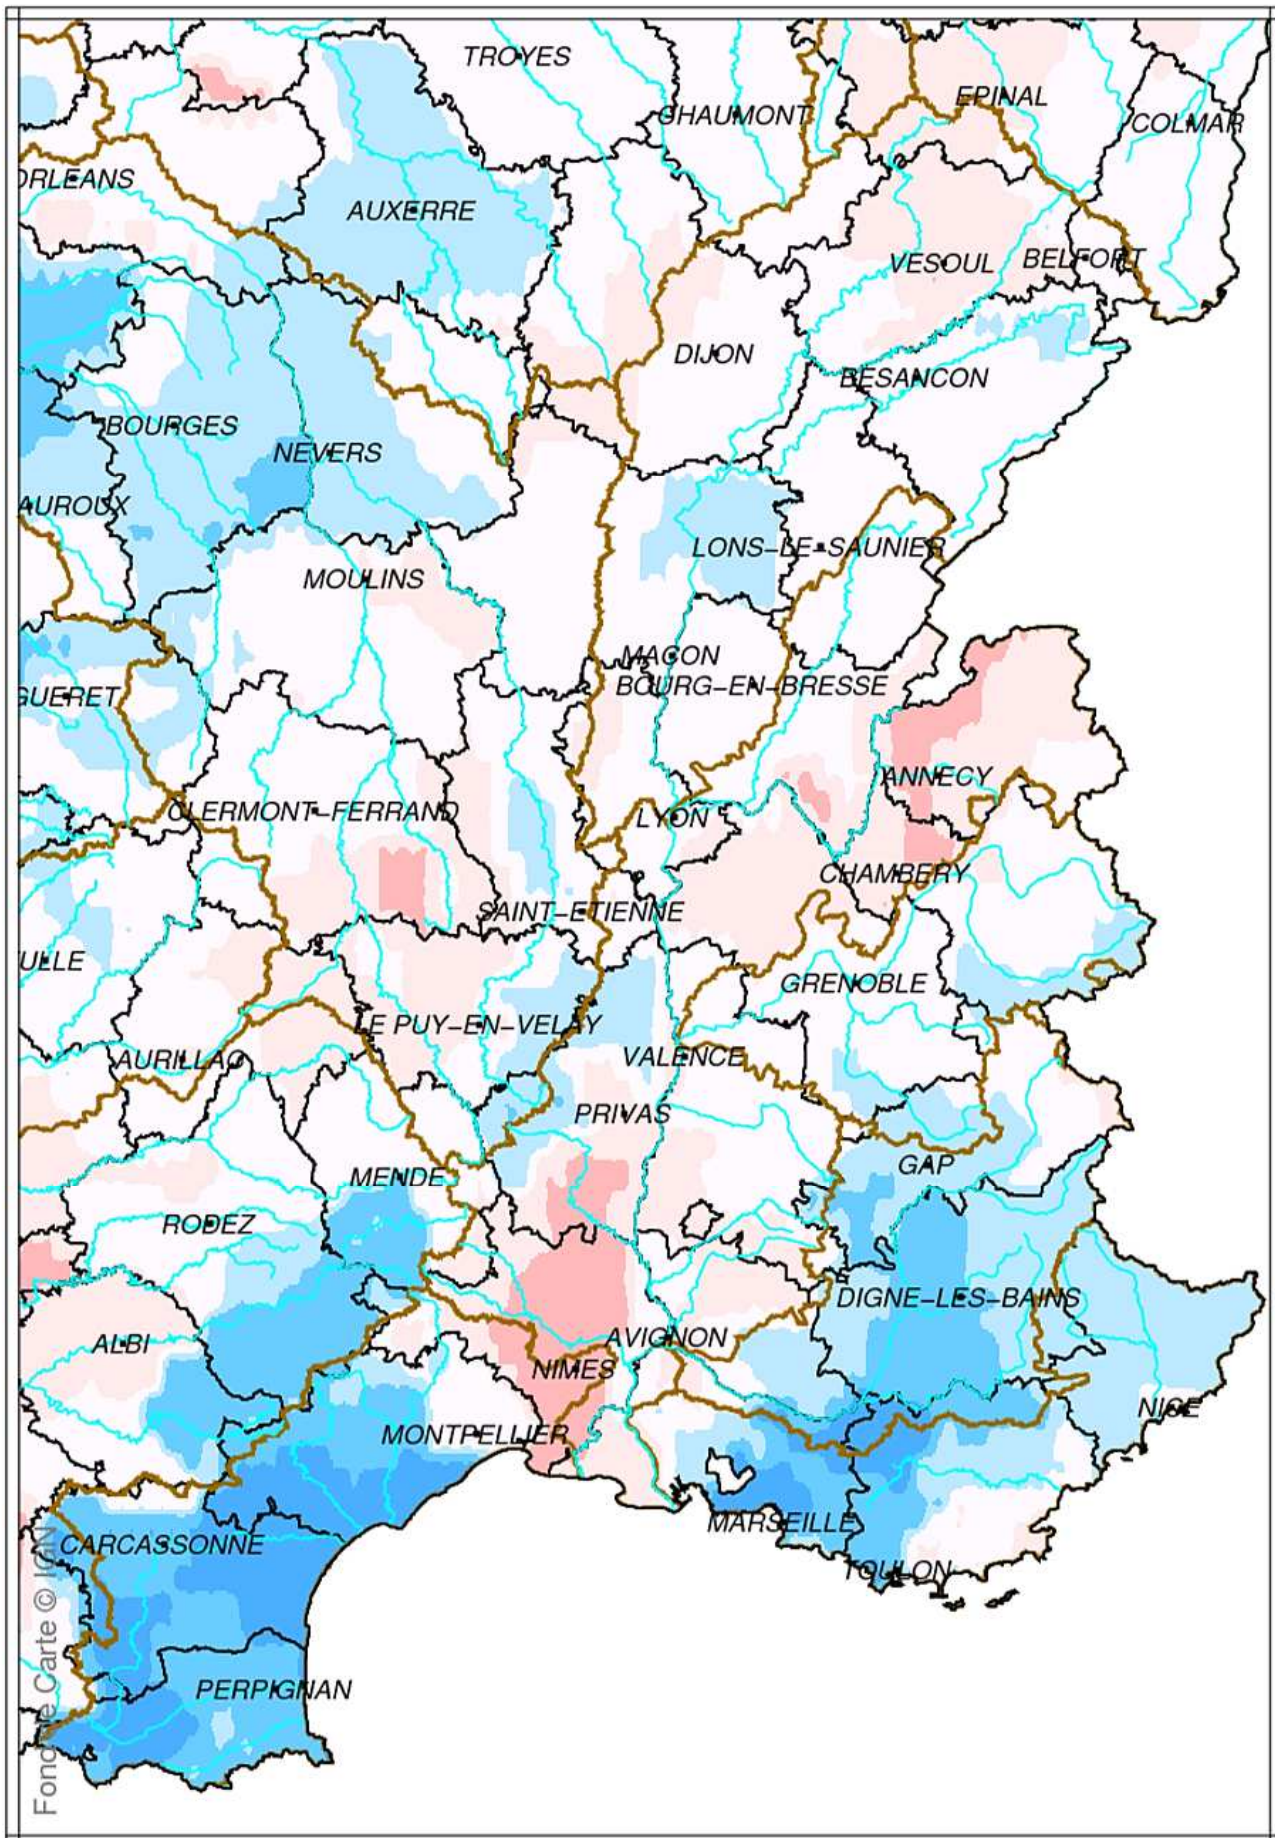 TROYES
EPINAL
CHAUMONT
COLMAR
ORLEANS
AUXERRE
VESOUL
BELFORT
DIJON
BESANCON
BOURGES
NEVERS
AUROUX
LONS-LE-SAUNIER
MOULINS
MACON
BOURG-EN-BRESSE
GUERET
ANNECY
CLERMONT-FERRAND
LYON
CHAMBERY
SAINT-ETIENNE
ULLE
GRENOBLE
LE PUY-EN-VELAY
VALENCE
AURILLAC
PRIVAS
GAP
MENDE
RODEZ
DIGNE-LES-BAINS
AVIGNON
ALBI
NIMES
NICE
MONTPELLIER
MARSEILLE
CARCASSONNE
TOULON
PERPIGNAN
Fond de Carte © IGN